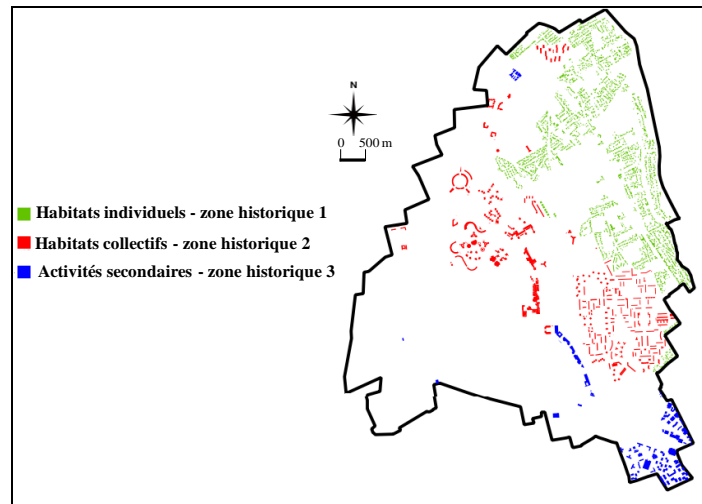 N
0 500 m
Habitats individuels - zone historique 1
Habitats collectifs - zone historique 2
Activités secondaires - zone historique 3